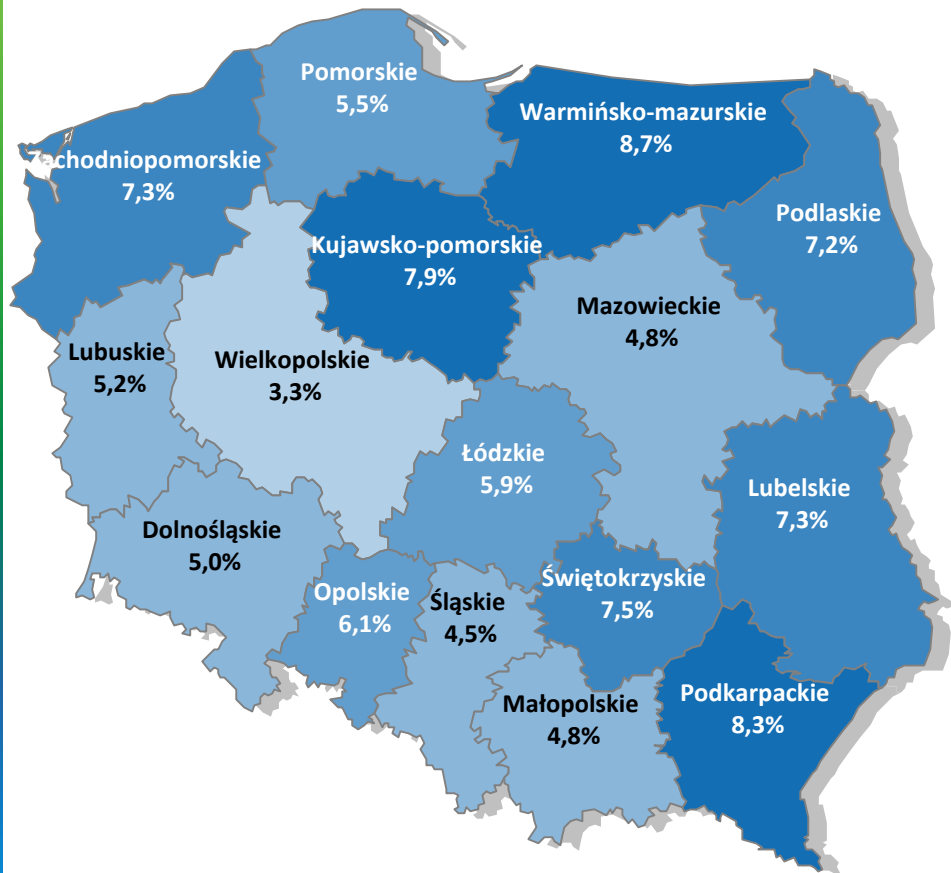 Pomorskie
5,5%
Warmińsko-mazurskie
8,7%
Zachodniopomorskie
7,3%
Podlaskie
7,2%
Kujawsko-pomorskie
7,9%
Mazowieckie
4,8%
Lubuskie
5,2%
Wielkopolskie
3,3%
Łódzkie
5,9%
Lubelskie
7,3%
Dolnośląskie
5,0%
Świętokrzyskie
7,5%
Opolskie
6,1%
Śląskie
4,5%
Małopolskie
4,8%
Podkarpackie
8,3%